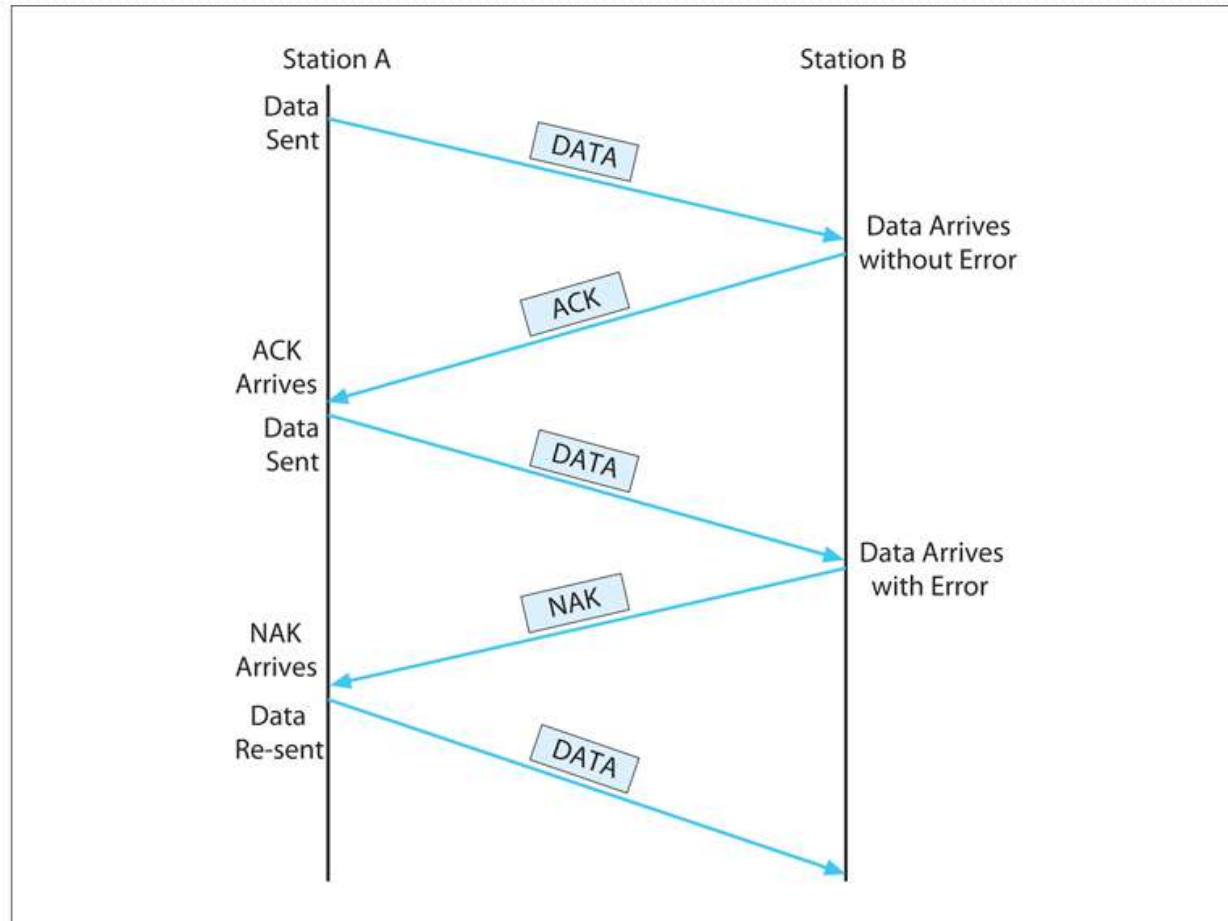 Station A
Station B
Data
Sent
DATA
Data Arrives
without Error
ACK
ACK
Arrives
Data
Sent
DATA
Data Arrives
with Error
NAK
NAK
Arrives
Data
Re-sent
DATA